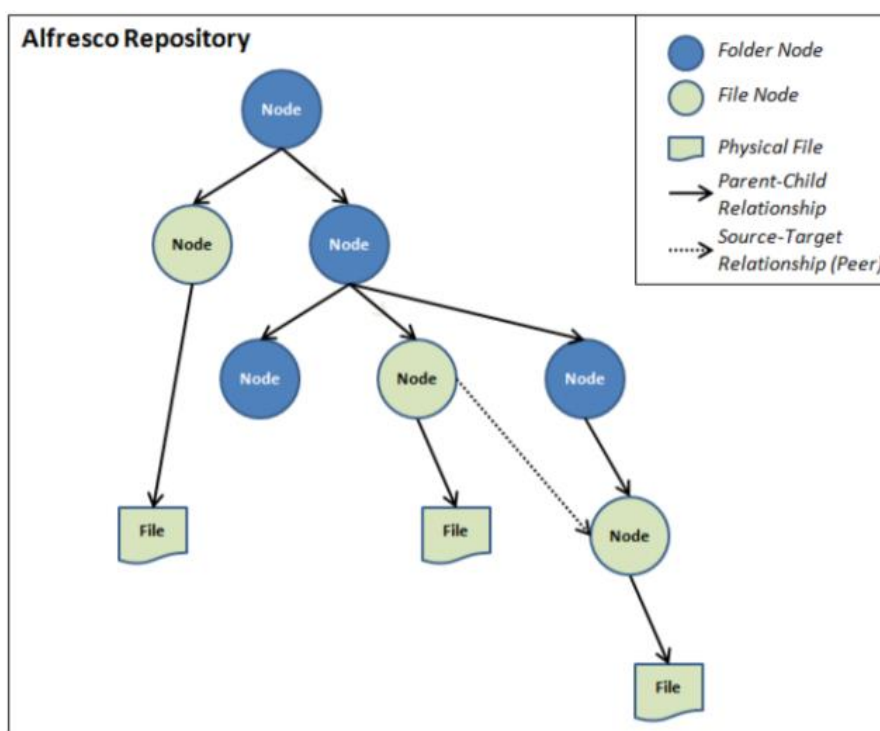 Alfresco Repository
Folder Node
File Node
Physical File
Parent-Child
Relationship
Source-Target
Relationship (Peer)
Node
Node
Node
Node
Node
Node
File
File
Node
File